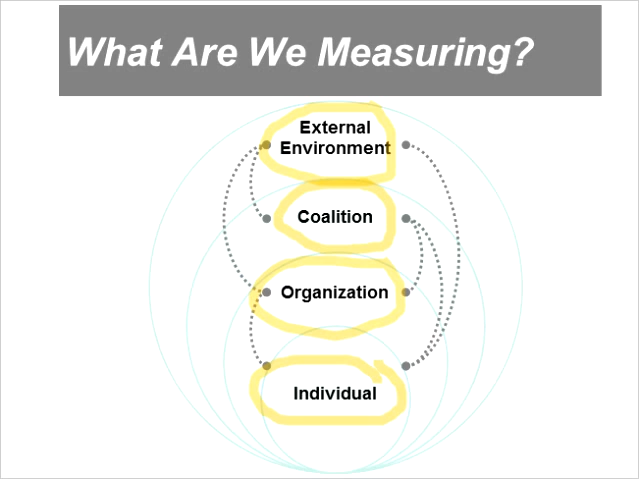 What Are We Measuring?
External
Environment
Coalition
Organization
Individual